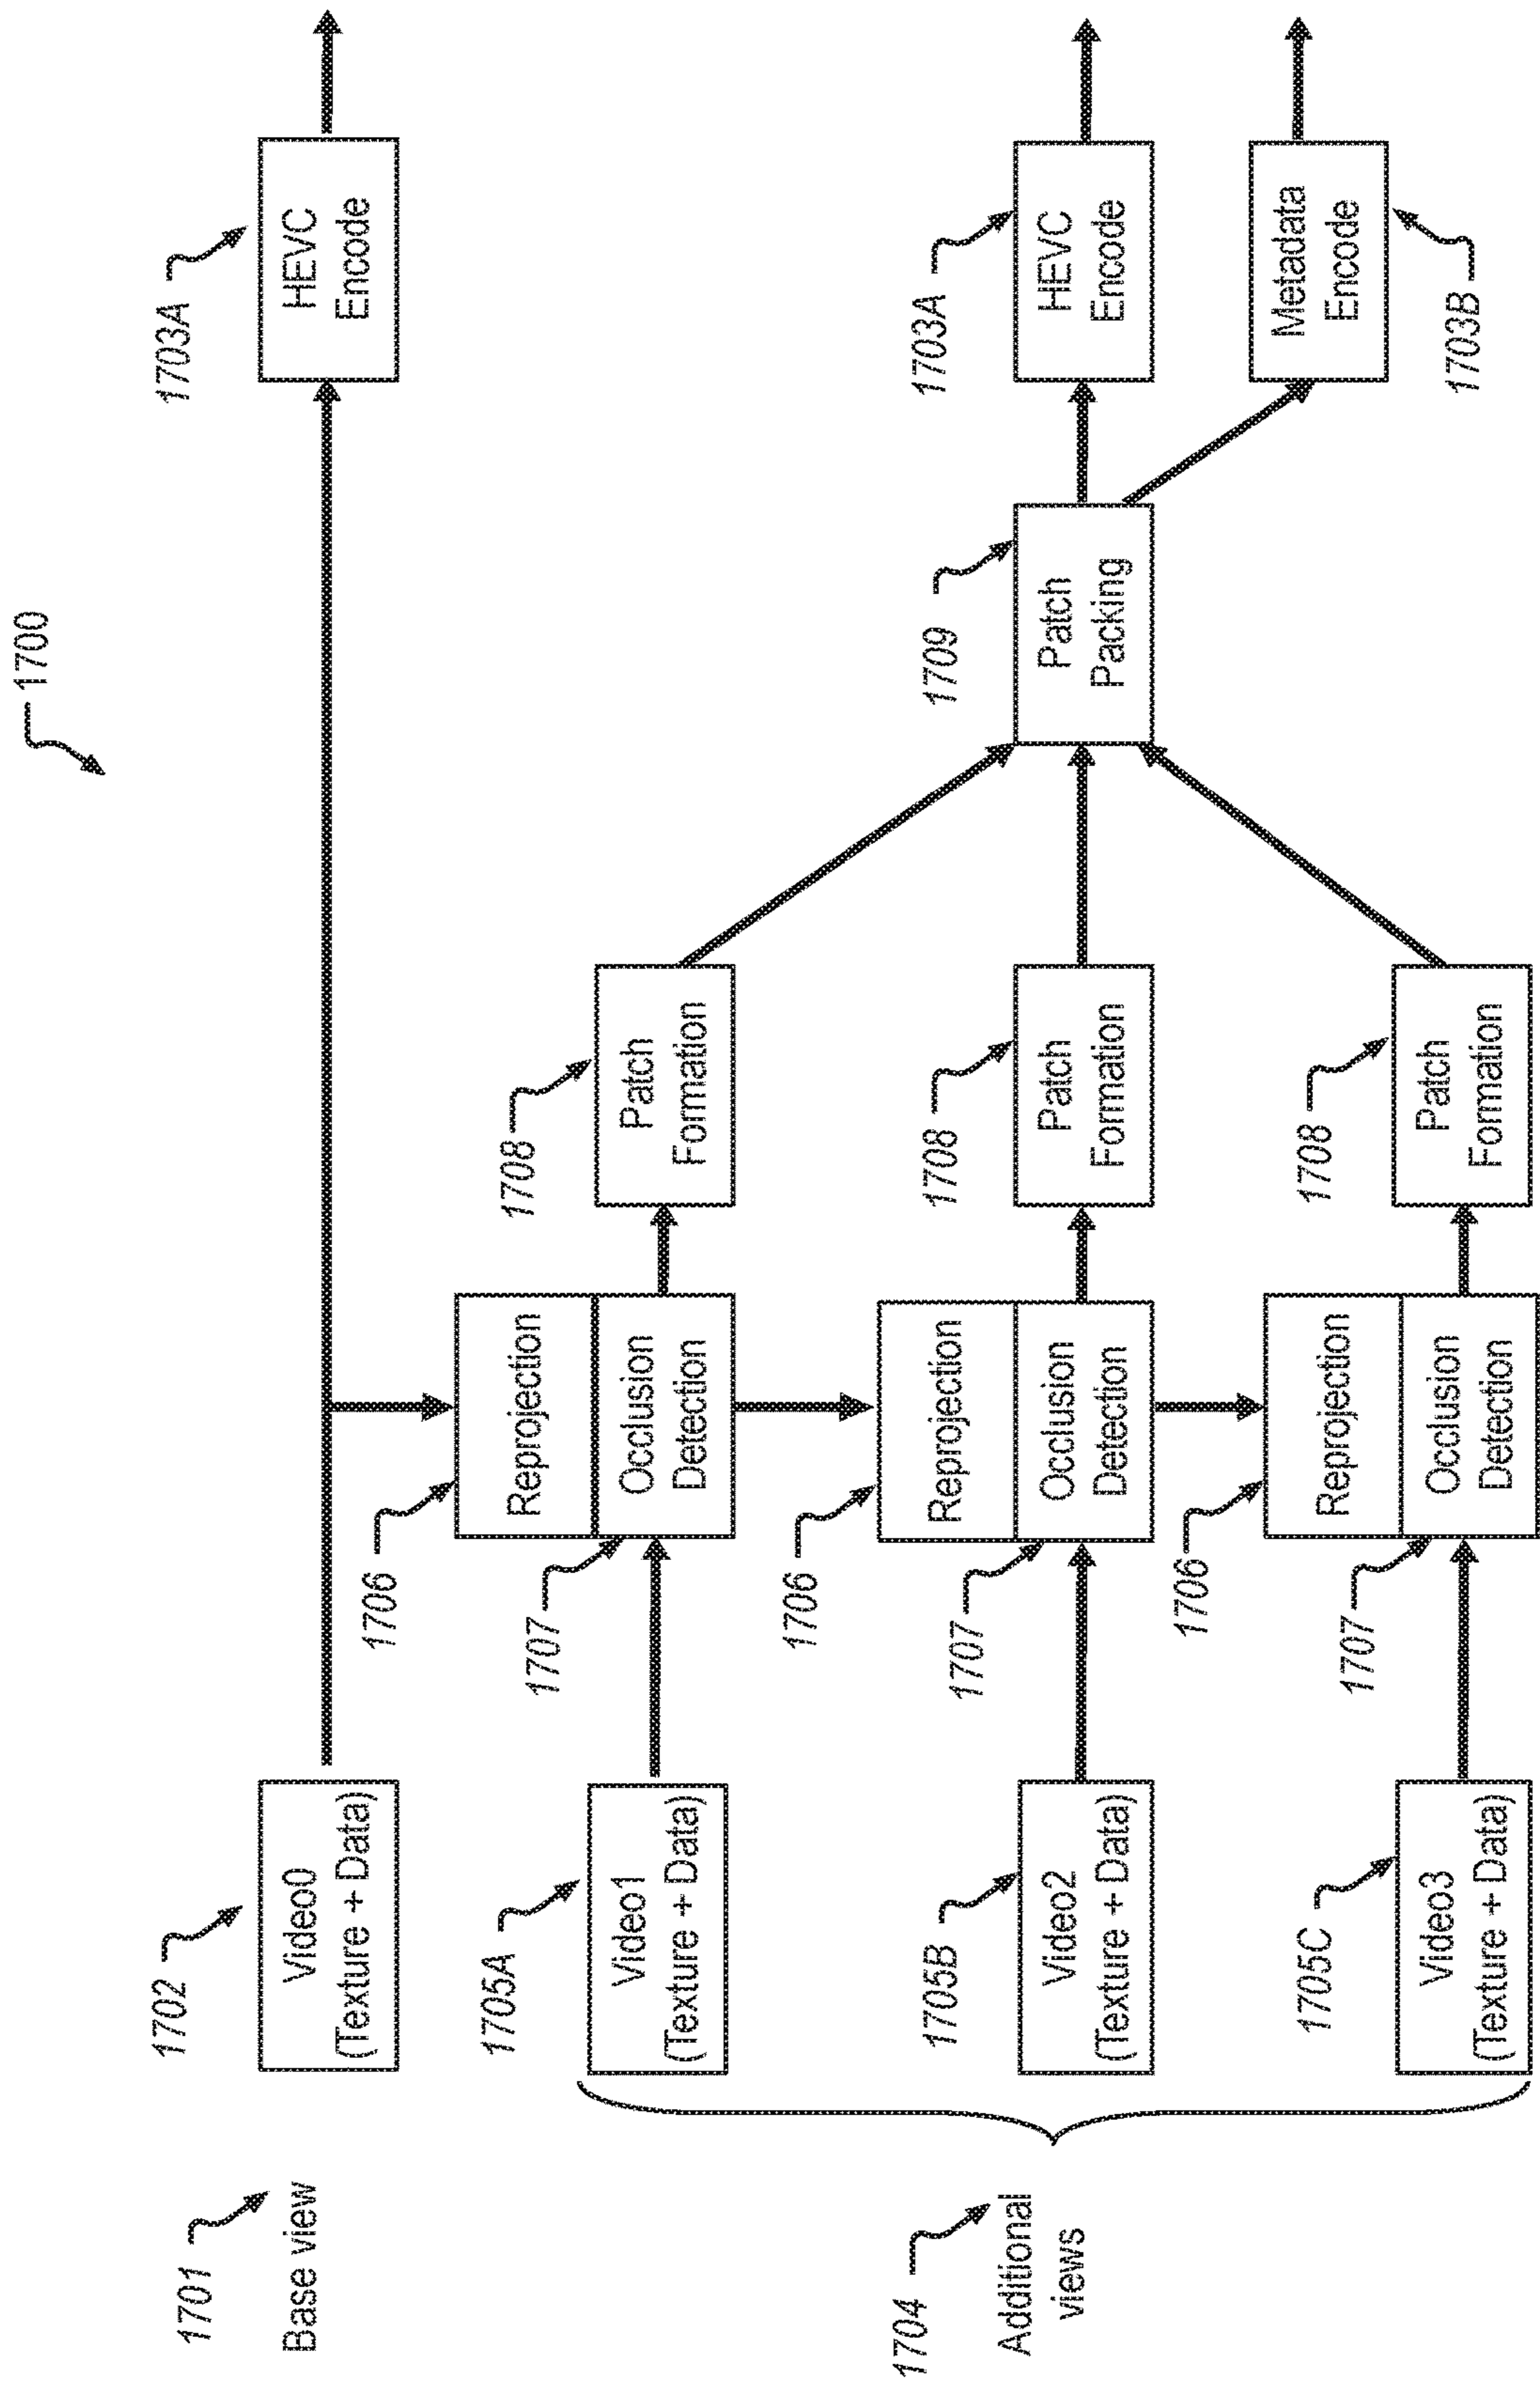 1700
1701
Base view
1702
Video0
(Texture + Data)
1703A
HEVC
Encode
1704
Additional
views
1705A
Video1
(Texture + Data)
1706
Reprojection
1707
Occlusion
Detection
1708
Patch
Formation
1705B
Video2
(Texture + Data)
1706
Reprojection
1707
Occlusion
Detection
1708
Patch
Formation
1709
Patch
Packing
1703A
HEVC
Encode
1705C
Video3
(Texture + Data)
1706
Reprojection
1707
Occlusion
Detection
1708
Patch
Formation
Metadata
Encode
1703B